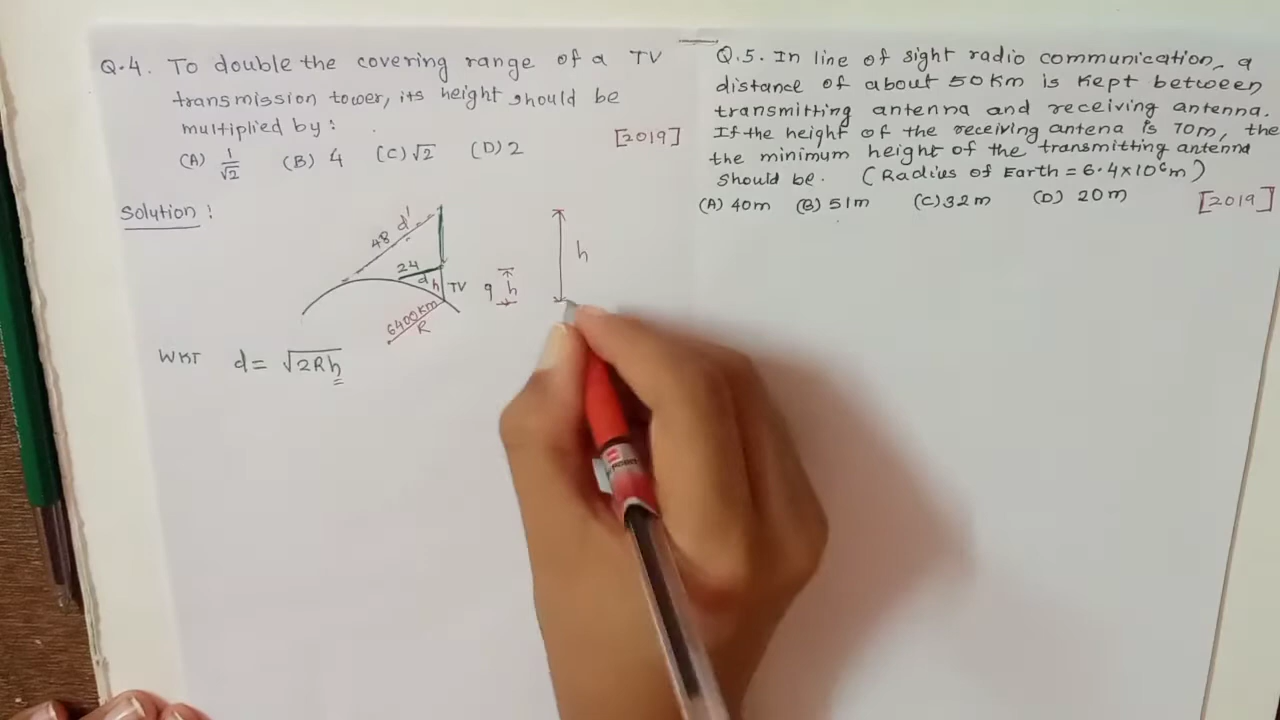 Q.4. To double the covering range of a TV
transmission tower, its height should be
multiplied by:
[2019]
(A) 1/√2 (B) 4 (C) √2 (D) 2
Solution:
48 d'
24
d
h
TV
6400km
R
9
h
h
WKT d = √2Rh
Q.5. In line of sight radio communication, a
distance of about 50Km is kept between
transmitting antenna and receiving antenna.
If the height of the receiving antena is 70m, the
the minimum height of the transmitting antenna
should be. (Radius of Earth = 6.4×10⁶m)
(A) 40m (B) 51m (C) 32m (D) 20m
[2019]